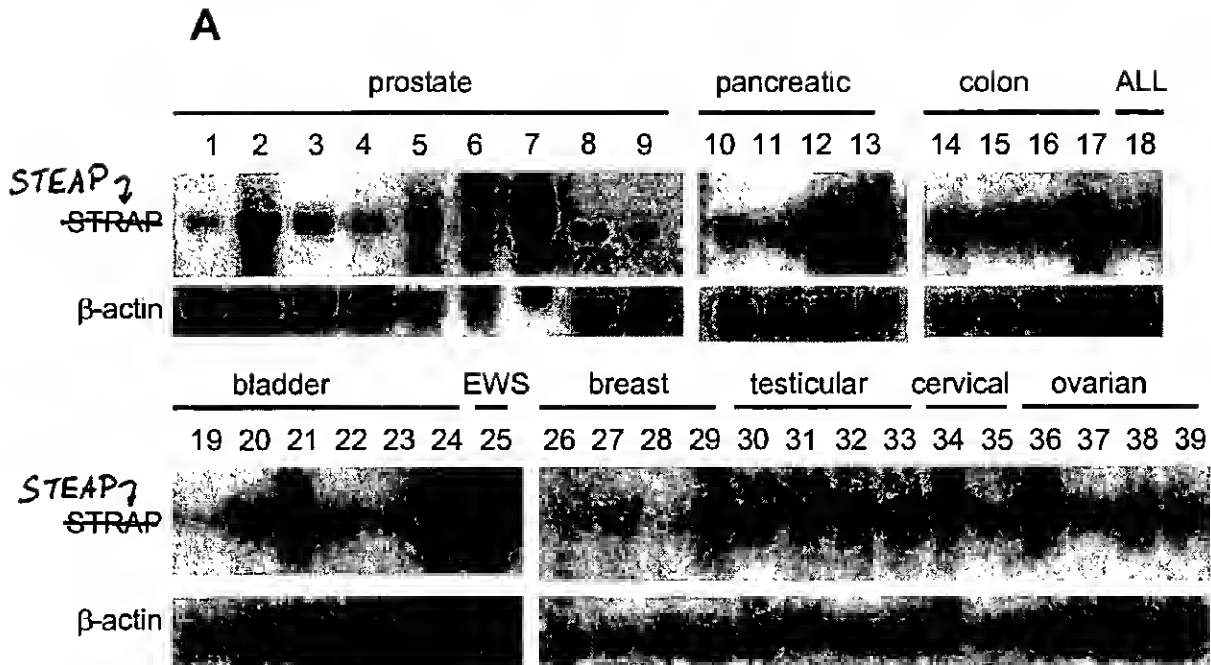 A
prostate pancreatic colon ALL
1 2 3 4 5 6 7 8 9 10 11 12 13 14 15 16 17 18
STEAP
STRAP
β-actin
bladder EWS breast testicular cervical ovarian
19 20 21 22 23 24 25 26 27 28 29 30 31 32 33 34 35 36 37 38 39
STEAP
STRAP
β-actin